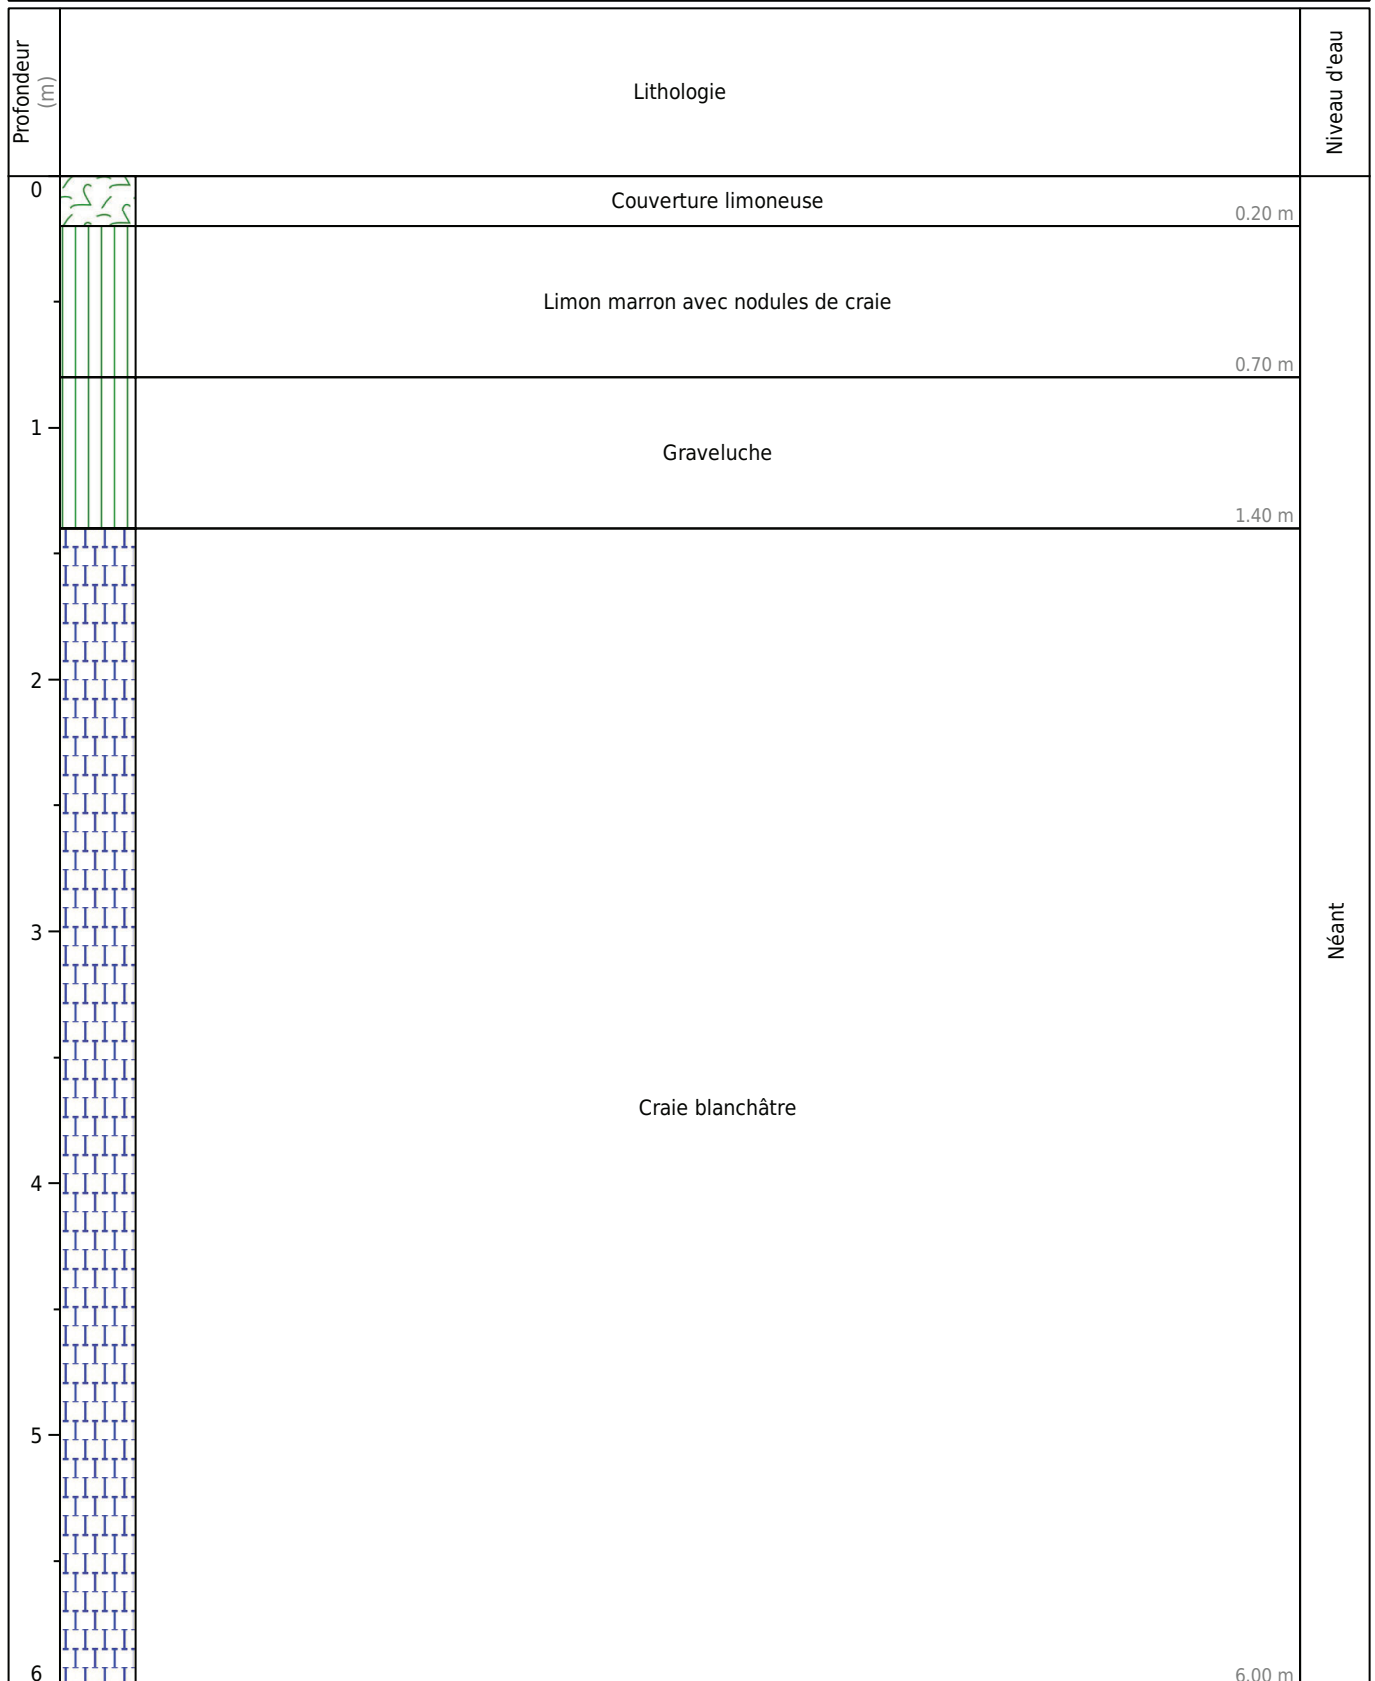 Profondeur
(m)
Lithologie
Niveau d'eau
0
Couverture limoneuse
0.20 m
Limon marron avec nodules de craie
0.70 m
1
Graveluche
1.40 m
2
3
Néant
Craie blanchâtre
4
5
6
6.00 m